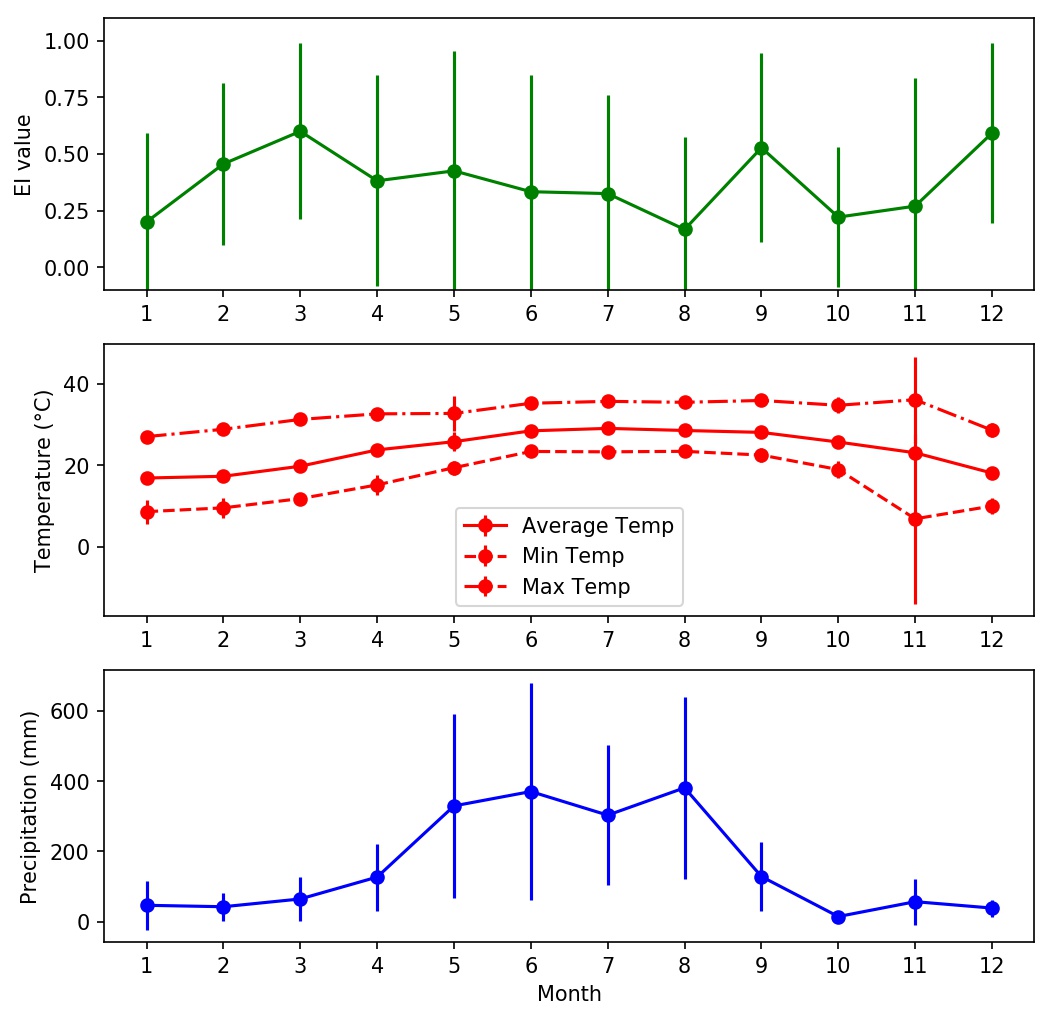 EI value
1.00
0.75
0.50
0.25
0.00
1 2 3 4 5 6 7 8 9 10 11 12
Temperature (°C)
40
20
0
Average Temp
Min Temp
Max Temp
1 2 3 4 5 6 7 8 9 10 11 12
Precipitation (mm)
600
400
200
0
1 2 3 4 5 6 7 8 9 10 11 12
Month